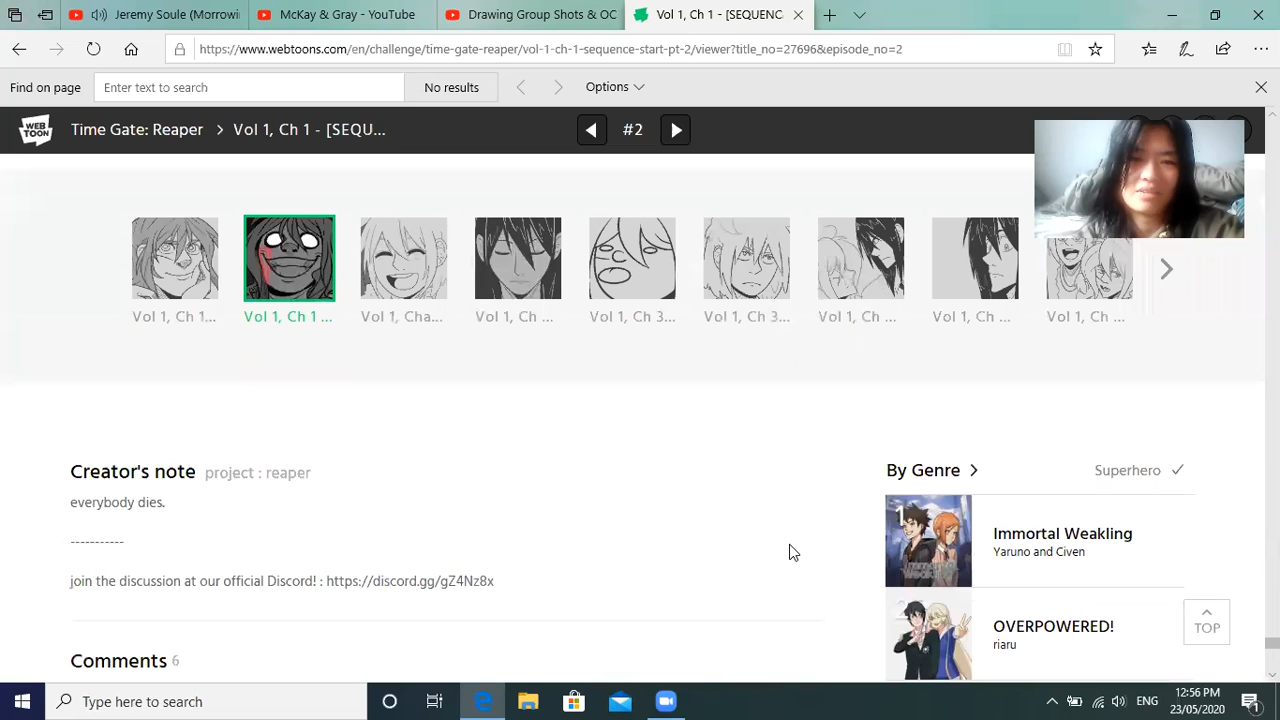 Jeremy Soule (Morrowi
McKay & Gray - YouTube
Drawing Group Shots & OC
Vol 1, Ch 1 - [SEQUENC
https://www.webtoons.com/en/challenge/time-gate-reaper/vol-1-ch-1-sequence-start-pt-2/viewer?title_no=27696&episode_no=2
Find on page
Enter text to search
No results
Options
WEB TOON
Time Gate: Reaper
Vol 1, Ch 1 - [SEQU...
#2
Vol 1, Ch 1...
Vol 1, Ch 1 ...
Vol 1, Cha...
Vol 1, Ch ...
Vol 1, Ch 3...
Vol 1, Ch 3...
Vol 1, Ch ...
Vol 1, Ch ...
Vol 1, Ch ...
Creator's note project : reaper
everybody dies.
-----------
join the discussion at our official Discord! : https://discord.gg/gZ4Nz8x
Comments 6
By Genre
Superhero
1
Immortal Weakling
Yaruno and Civen
2
OVERPOWERED!
riaru
TOP
Type here to search
ENG
12:56 PM
23/05/2020
1